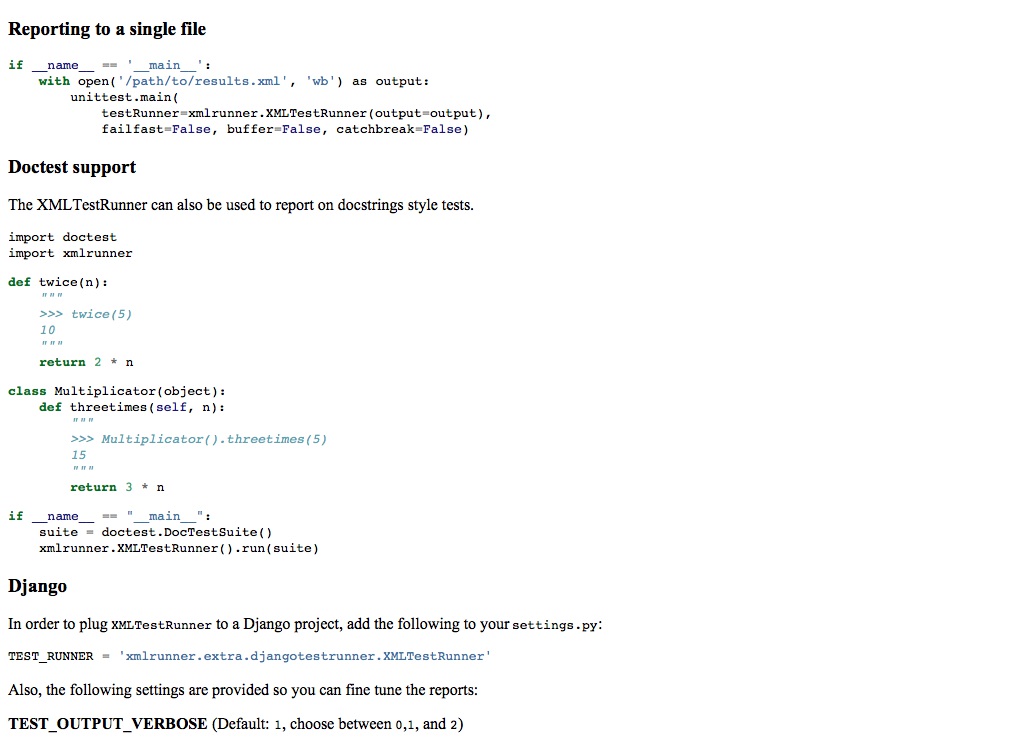 Reporting to a single file
if __name__ == '__main__':
    with open('/path/to/results.xml', 'wb') as output:
        unittest.main(
            testRunner=xmlrunner.XMLTestRunner(output=output),
            failfast=False, buffer=False, catchbreak=False)
Doctest support
The XMLTestRunner can also be used to report on docstrings style tests.
import doctest
import xmlrunner
def twice(n):
    """
    >>> twice(5)
    10
    """
    return 2 * n
class Multiplicator(object):
    def threetimes(self, n):
        """
        >>> Multiplicator().threetimes(5)
        15
        """
        return 3 * n
if __name__ == "__main__":
    suite = doctest.DocTestSuite()
    xmlrunner.XMLTestRunner().run(suite)
Django
In order to plug XMLTestRunner to a Django project, add the following to your settings.py:
TEST_RUNNER = 'xmlrunner.extra.djangotestrunner.XMLTestRunner'
Also, the following settings are provided so you can fine tune the reports:
TEST_OUTPUT_VERBOSE (Default: 1, choose between 0,1, and 2)